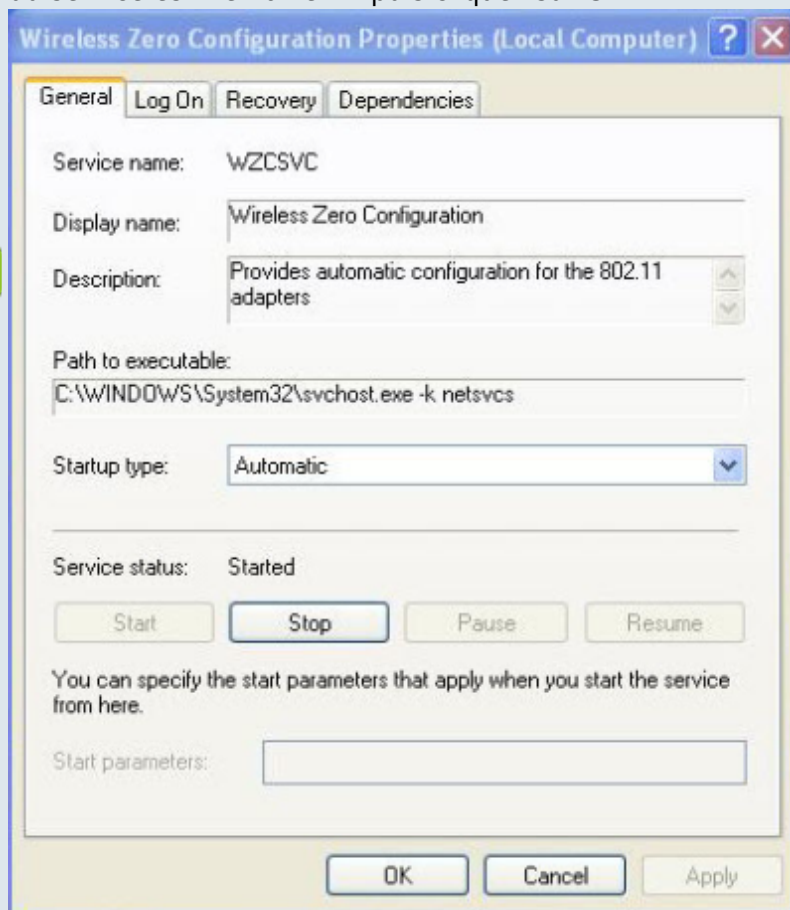 Wireless Zero Configuration Properties (Local Computer)
General Log On Recovery Dependencies
Service name: WZCSVC
Display name: Wireless Zero Configuration
Description: Provides automatic configuration for the 802.11
adapters
Path to executable:
C:\WINDOWS\System32\svchost.exe -k netsvcs
Startup type: Automatic
Service status: Started
Start Stop Pause Resume
You can specify the start parameters that apply when you start the service
from here.
Start parameters:
OK Cancel Apply